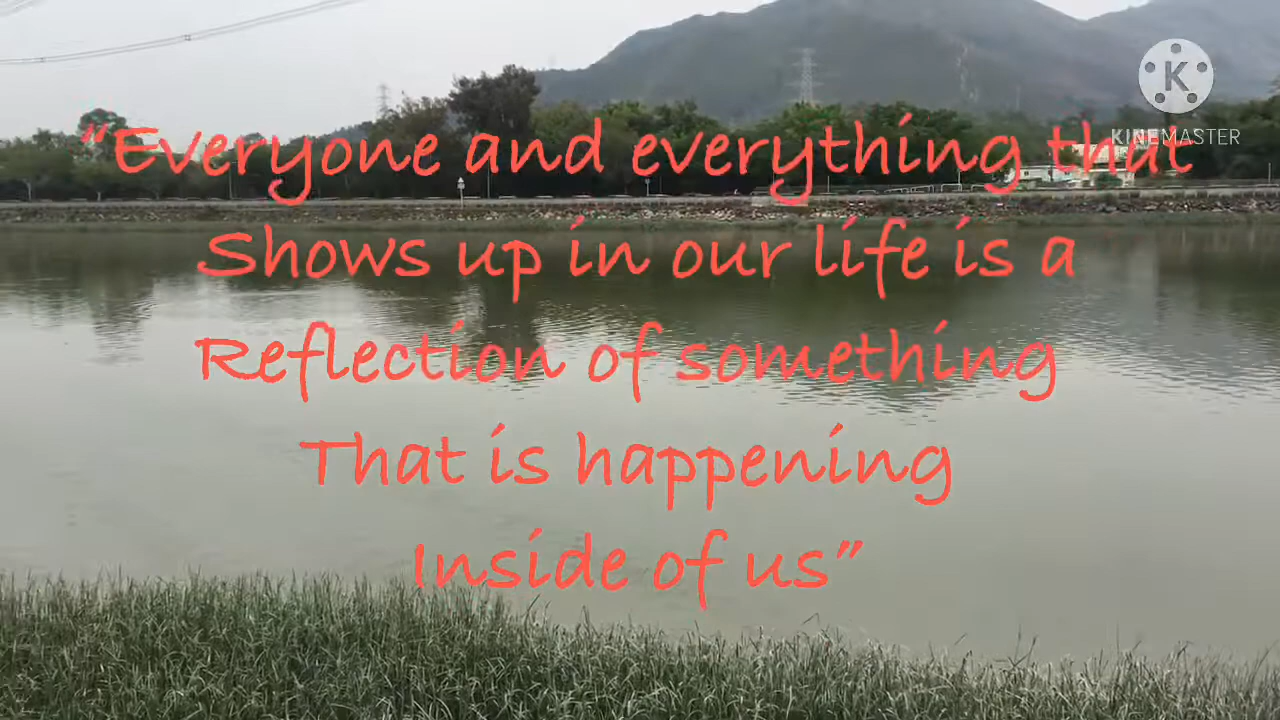 K
KINEMASTER
“Everyone and everything that
Shows up in our life is a
Reflection of something
That is happening
Inside of us”